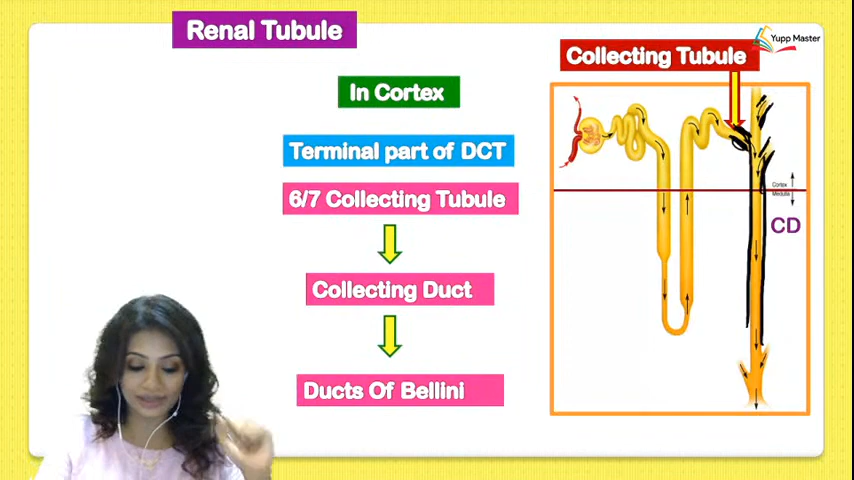 Renal Tubule
Yupp Master
Collecting Tubule
In Cortex
Terminal part of DCT
6/7 Collecting Tubule
Cortex
Medulla
CD
Collecting Duct
Ducts Of Bellini